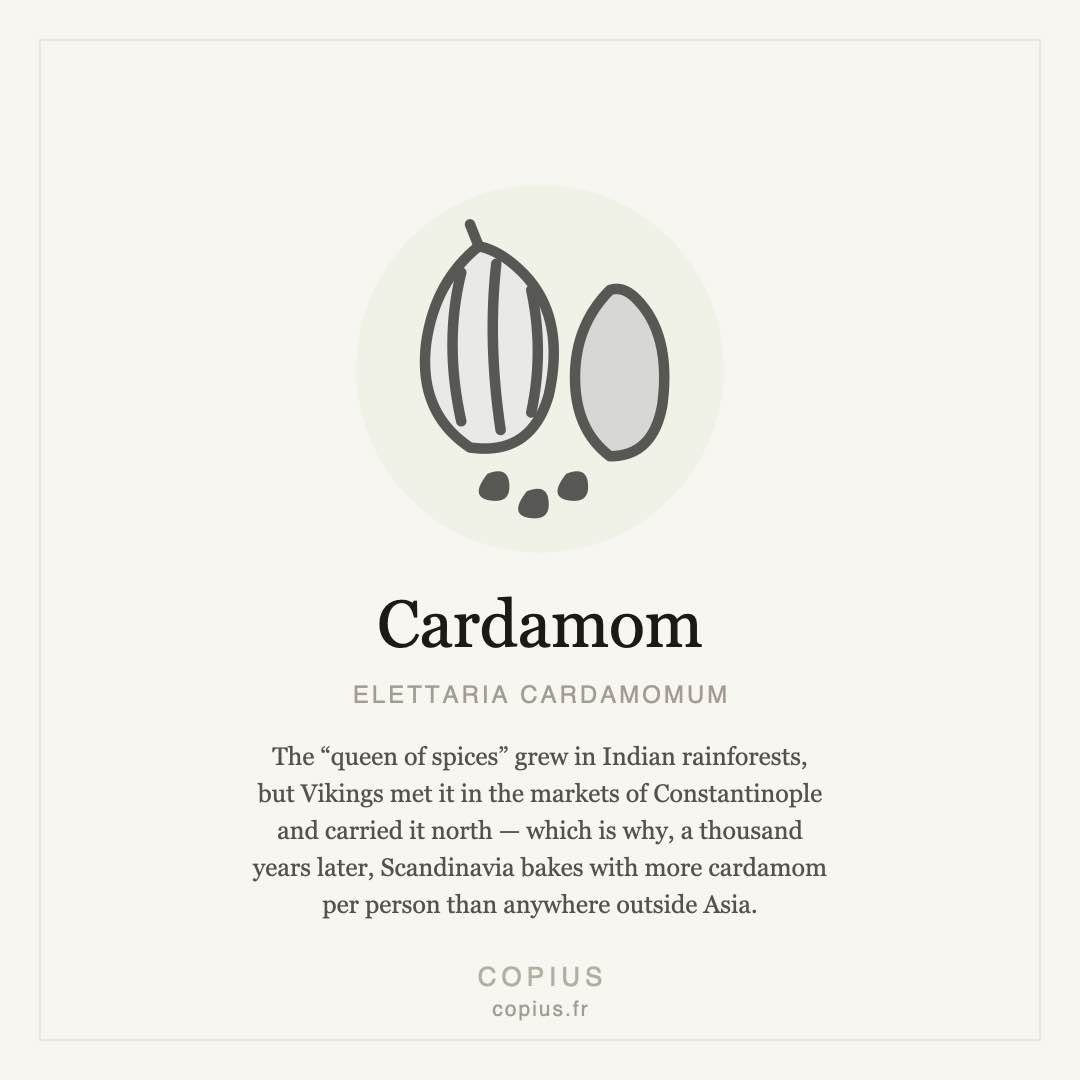 Cardamom
ELETTARIA CARDAMOMUM
The “queen of spices” grew in Indian rainforests,
but Vikings met it in the markets of Constantinople
and carried it north — which is why, a thousand
years later, Scandinavia bakes with more cardamom
per person than anywhere outside Asia.
COPIUS
copius.fr